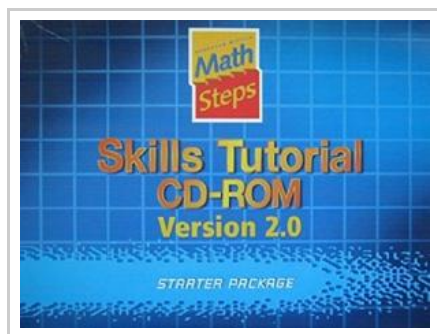 Math
Steps
Skills Tutorial
CD-ROM
Version 2.0
STARTER PACKAGE